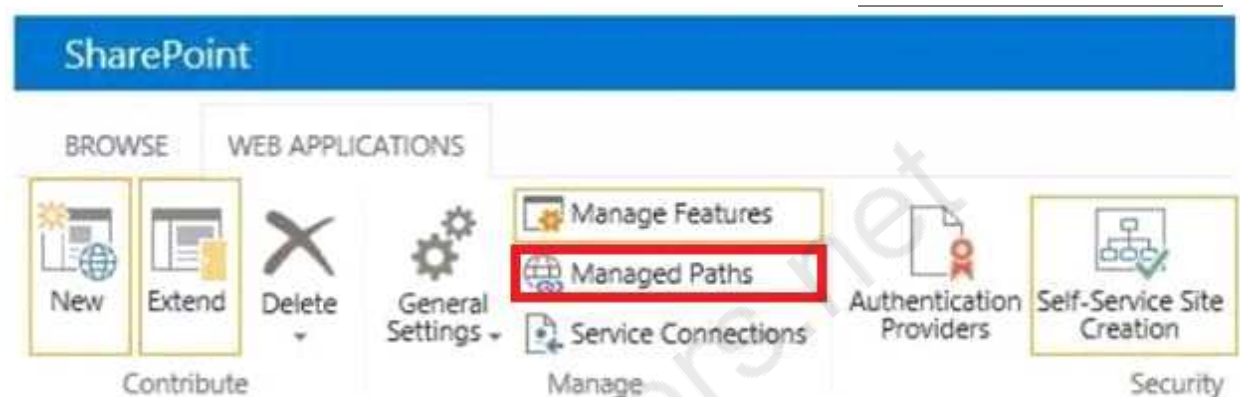 SharePoint
BROWSE WEB APPLICATIONS
New
Extend
Delete
General
Settings
Manage Features
Managed Paths
Service Connections
Authentication
Providers
Self-Service Site
Creation
Contribute
Manage
Security